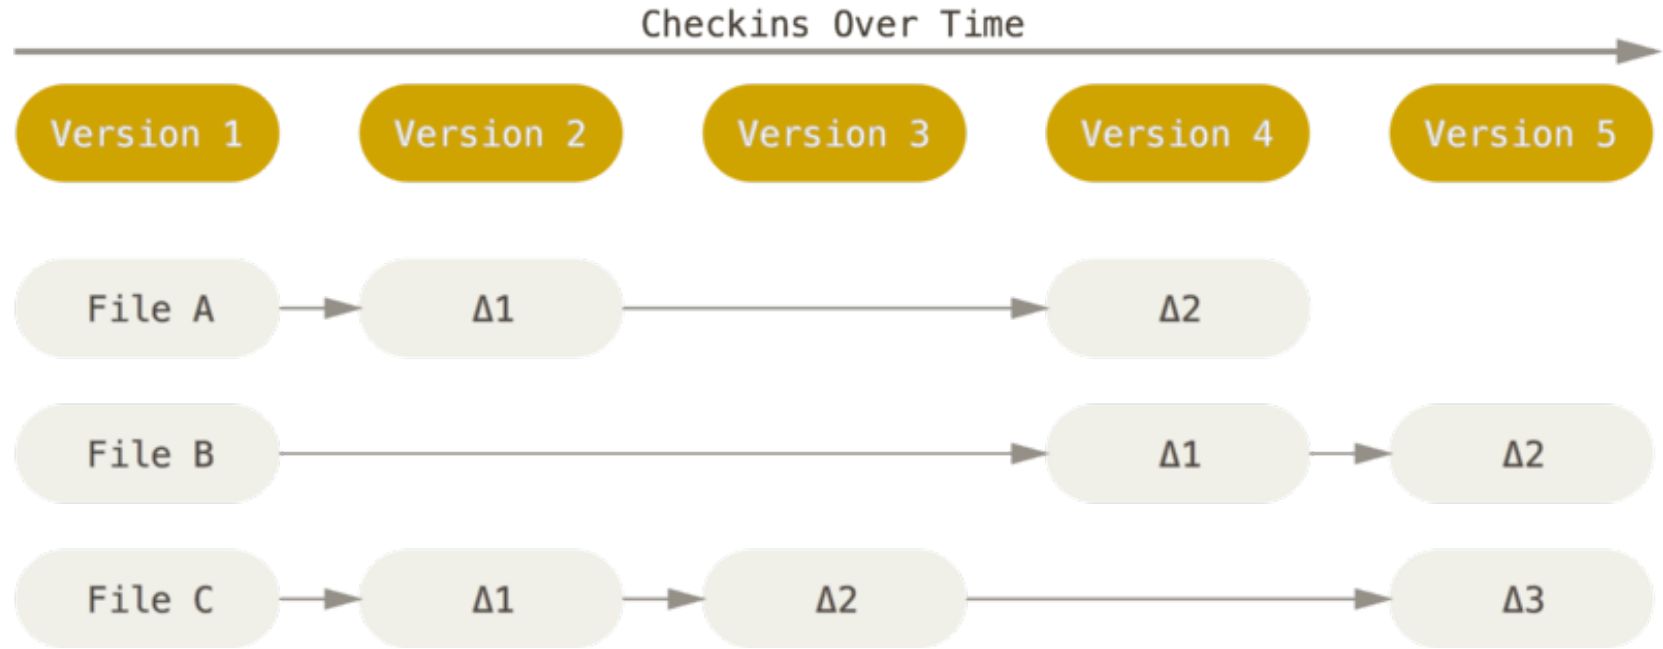 Checkins Over Time
Version 1 Version 2 Version 3 Version 4 Version 5
File A Δ1 Δ2
File B Δ1 Δ2
File C Δ1 Δ2 Δ3